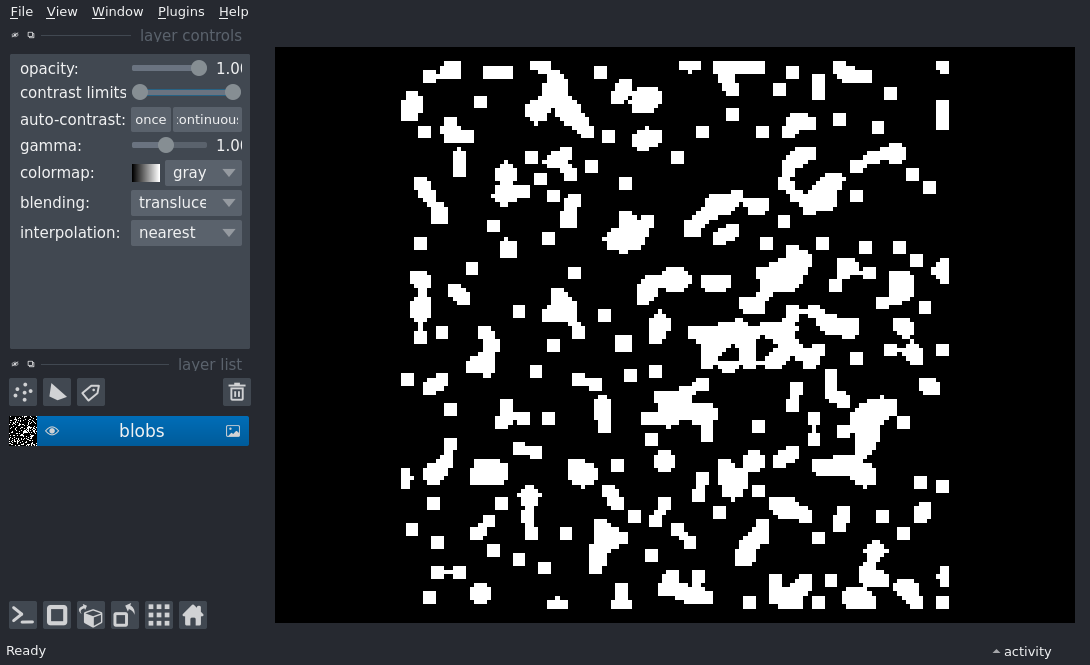 File View Window Plugins Help
layer controls
opacity: 1.00
contrast limits
auto-contrast: once continuous
gamma: 1.00
colormap: gray
blending: transluce
interpolation: nearest
layer list
blobs
Ready
activity